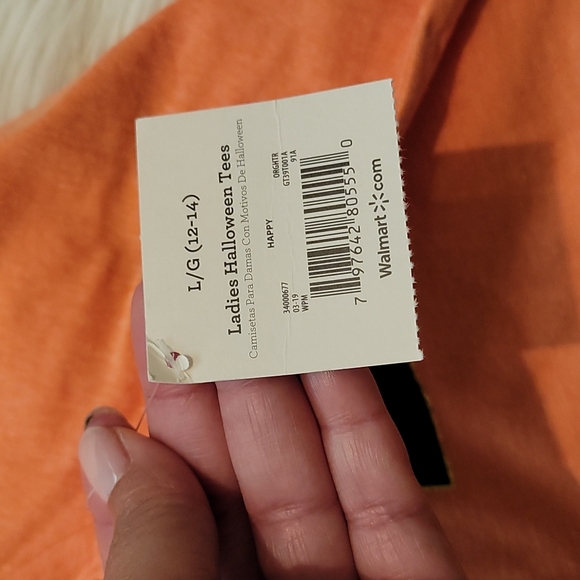 L/G (12-14)
Ladies Halloween Tees
Camisetas Para Damas Con Motivos De Halloween
HAPPY
ORGHTR
34000677
GT39T001A
03-19
91A
WPM
7 97642 80555 0
Walmart com